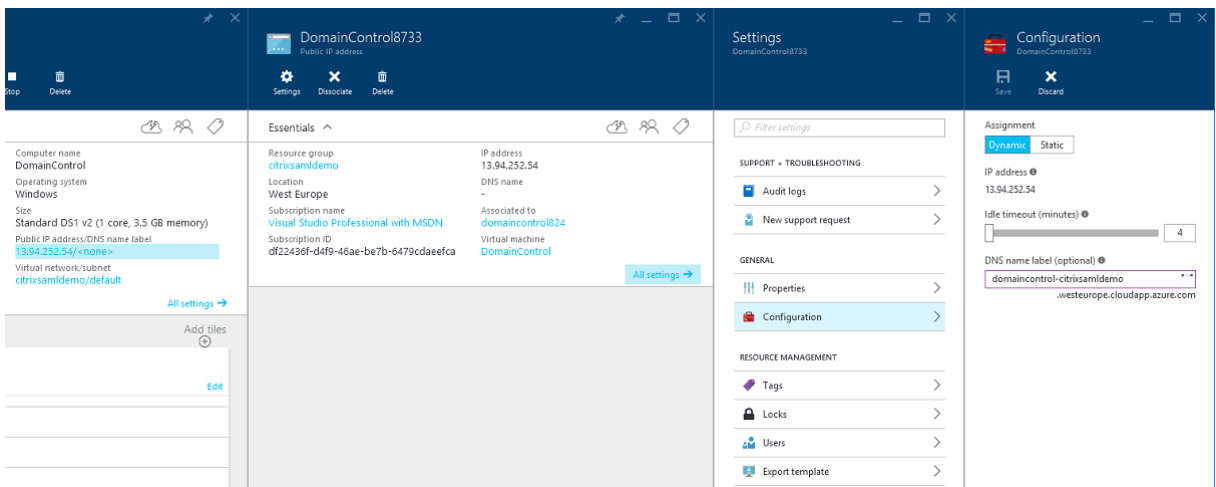 Stop
Delete
Computer name
DomainControl
Operating system
Windows
Size
Standard DS1 v2 (1 core, 3.5 GB memory)
Public IP address/DNS name label
13.94.252.54/<none>
Virtual network/subnet
citrixsamldemo/default
All settings →
Add tiles
Edit
DomainControl8733
Public IP address
Settings
Dissociate
Delete
Essentials
Resource group
citrixsamldemo
Location
West Europe
Subscription name
Visual Studio Professional with MSDN
Subscription ID
df22436f-d4f9-46ae-be7b-6479cdaeefca
IP address
13.94.252.54
DNS name
-
Associated to
domaincontrol824
Virtual machine
DomainControl
All settings →
Settings
DomainControl8733
Filter settings
SUPPORT + TROUBLESHOOTING
Audit logs
New support request
GENERAL
Properties
Configuration
RESOURCE MANAGEMENT
Tags
Locks
Users
Export template
Configuration
DomainControl8733
Save
Discard
Assignment
Dynamic
Static
IP address
13.94.252.54
Idle timeout (minutes)
4
DNS name label (optional)
domaincontrol-citrixsamldemo
.westeurope.cloudapp.azure.com